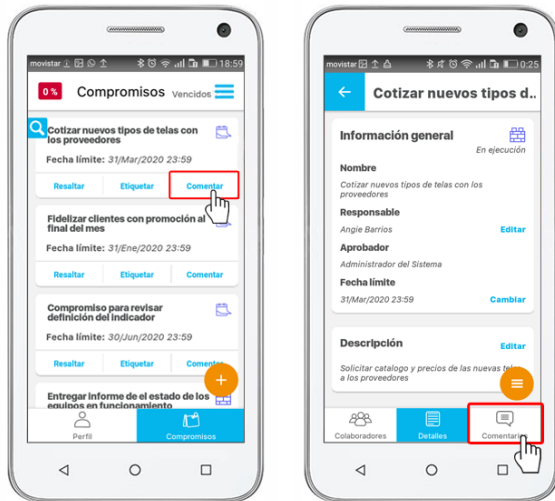 movistar 18:59
0 %
Compromisos Vencidos
Cotizar nuevos tipos de telas con
los proveedores
Fecha límite: 31/Mar/2020 23:59
Resaltar Etiquetar Comentar
Fidelizar clientes con promoción al
final del mes
Fecha límite: 31/Ene/2020 23:59
Resaltar Etiquetar Comentar
Compromiso para revisar
definición del indicador
Fecha límite: 30/Jun/2020 23:59
Resaltar Etiquetar Comentar
+
Entregar informe de el estado de los
equipos en funcionamiento
Perfil Compromisos
movistar 0:25
Cotizar nuevos tipos d..
Información general
En ejecución
Nombre
Cotizar nuevos tipos de telas con los
proveedores
Responsable
Angie Barrios Editar
Aprobador
Administrador del Sistema
Fecha límite
31/Mar/2020 23:59 Cambiar
Descripción Editar
Solicitar catalogo y precios de las nuevas
a los proveedores
Colaboradores Detalles Comentarios